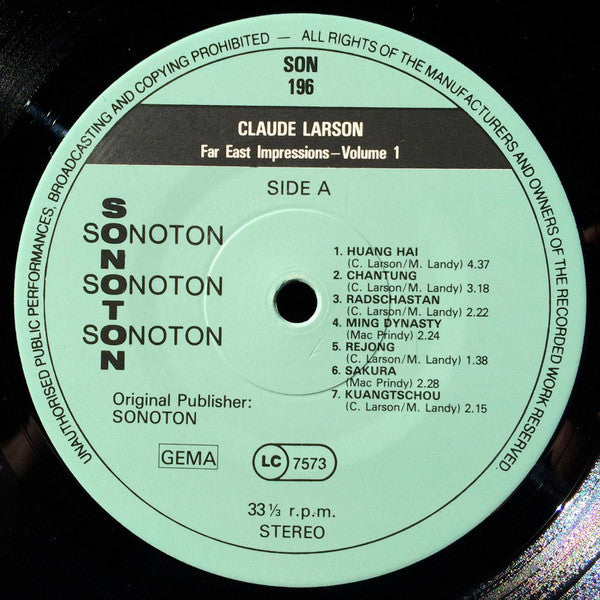 UNAUTHORISED PUBLIC PERFORMANCES, BROADCASTING AND COPYING PROHIBITED — ALL RIGHTS OF THE MANUFACTURERS AND OWNERS OF THE RECORDED WORK RESERVED.
SON
196
CLAUDE LARSON
Far East Impressions–Volume 1
SIDE A
SONOTON
SONOTON
SONOTON
SONOTON
1. HUANG HAI
(C. Larson/M. Landy) 4.37
2. CHANTUNG
(C. Larson/M. Landy) 3.18
3. RADSCHASTAN
(C. Larson/M. Landy) 2.22
4. MING DYNASTY
(Mac Prindy) 2.24
5. REJONG
(C. Larson/M. Landy) 1.38
6. SAKURA
(Mac Prindy) 2.28
7. KUANGTSCHOU
(C. Larson/M. Landy) 2.15
Original Publisher:
SONOTON
GEMA
LC 7573
33⅓ r.p.m.
STEREO